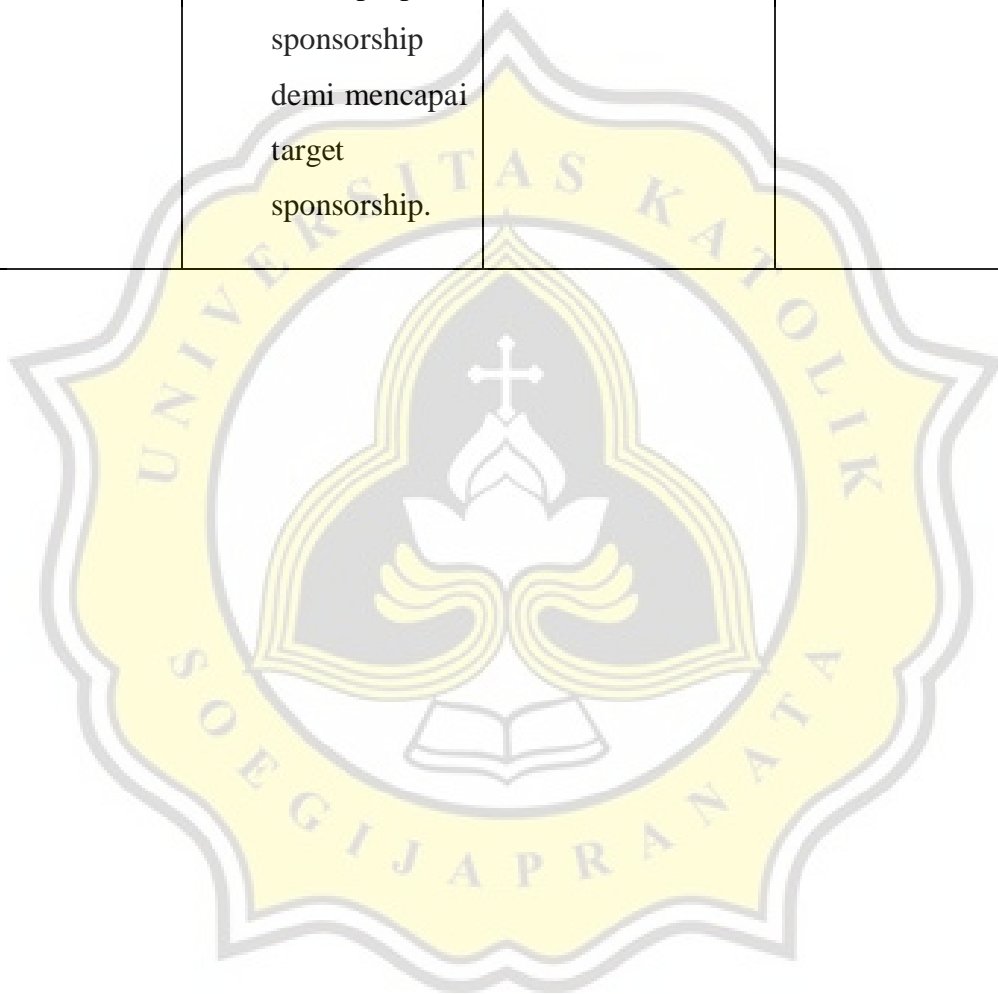 sponsorship
demi mencapai
target
sponsorship.
UNIVERSITAS KATOLIK
SOEGIJAPRANATA